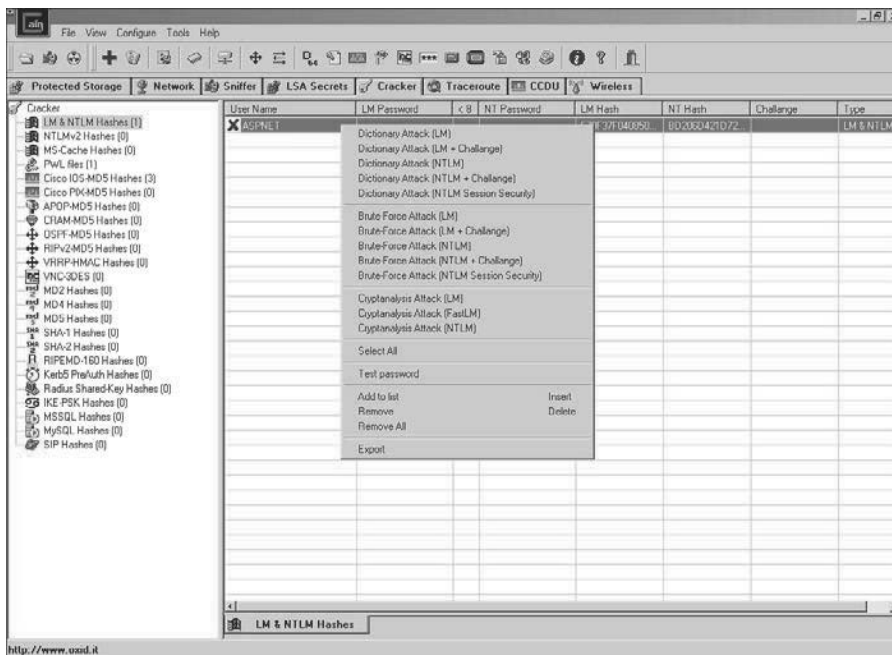 ain
File View Configure Tools Help
Protected Storage Network Sniffer LSA Secrets Cracker Traceroute CCDU Wireless
Cracker
LM & NTLM Hashes (1)
NTLMv2 Hashes (0)
MS-Cache Hashes (0)
PWL files (1)
Cisco IOS-MD5 Hashes (3)
Cisco PIX-MD5 Hashes (0)
APOP-MD5 Hashes (0)
CRAM-MD5 Hashes (0)
OSPF-MD5 Hashes (0)
RIPv2-MD5 Hashes (0)
VRRP-HMAC Hashes (0)
VNC-3DES (0)
MD2 Hashes (0)
MD4 Hashes (0)
MD5 Hashes (0)
SHA-1 Hashes (0)
SHA-2 Hashes (0)
RIPEMD-160 Hashes (0)
Kerb5 PreAuth Hashes (0)
Radius Shared-Key Hashes (0)
IKE-PSK Hashes (0)
MSSQL Hashes (0)
MySQL Hashes (0)
SIP Hashes (0)
User Name LM Password < 8 NT Password LM Hash NT Hash Challange Type
ASPNET BD206D421D72... LM & NTLM
Dictionary Attack (LM)
Dictionary Attack (LM + Challange)
Dictionary Attack (NTLM)
Dictionary Attack (NTLM + Challange)
Dictionary Attack (NTLM Session Security)
Brute-Force Attack (LM)
Brute-Force Attack (LM + Challange)
Brute-Force Attack (NTLM)
Brute-Force Attack (NTLM + Challange)
Brute-Force Attack (NTLM Session Security)
Cryptanalysis Attack (LM)
Cryptanalysis Attack (FastLM)
Cryptanalysis Attack (NTLM)
Select All
Test password
Add to list Insert
Remove Delete
Remove All
Export
LM & NTLM Hashes
http://www.oxid.it